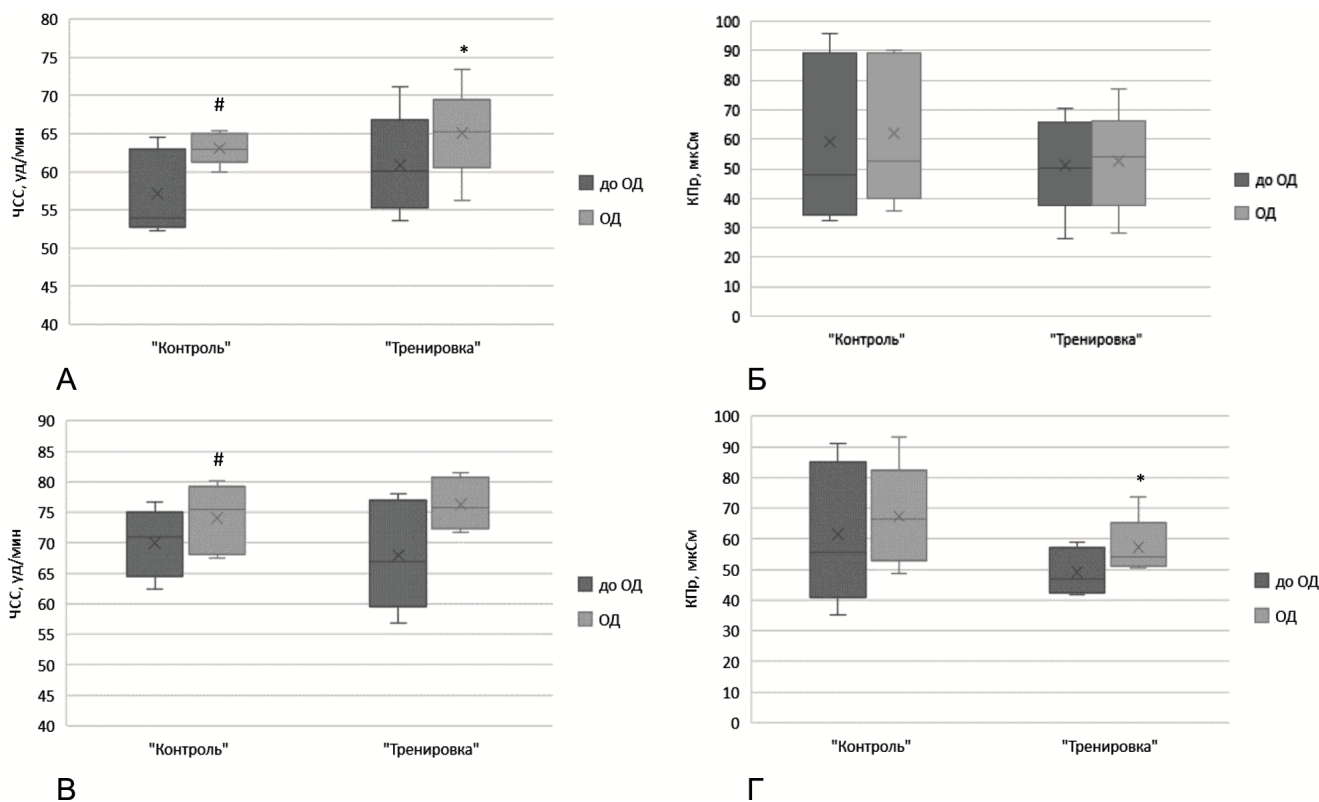 80
75
70
65
60
55
50
45
40
ЧСС, уд/мин
#
*
"Контроль"
"Тренировка"
до ОД
ОД
А
100
90
80
70
60
50
40
30
20
10
0
КПр, мкСм
"Контроль"
"Тренировка"
до ОД
ОД
Б
90
85
80
75
70
65
60
55
50
45
40
ЧСС, уд/мин
#
"Контроль"
"Тренировка"
до ОД
ОД
В
100
90
80
70
60
50
40
30
20
10
0
КПр, мкСм
*
"Контроль"
"Тренировка"
до ОД
ОД
Г